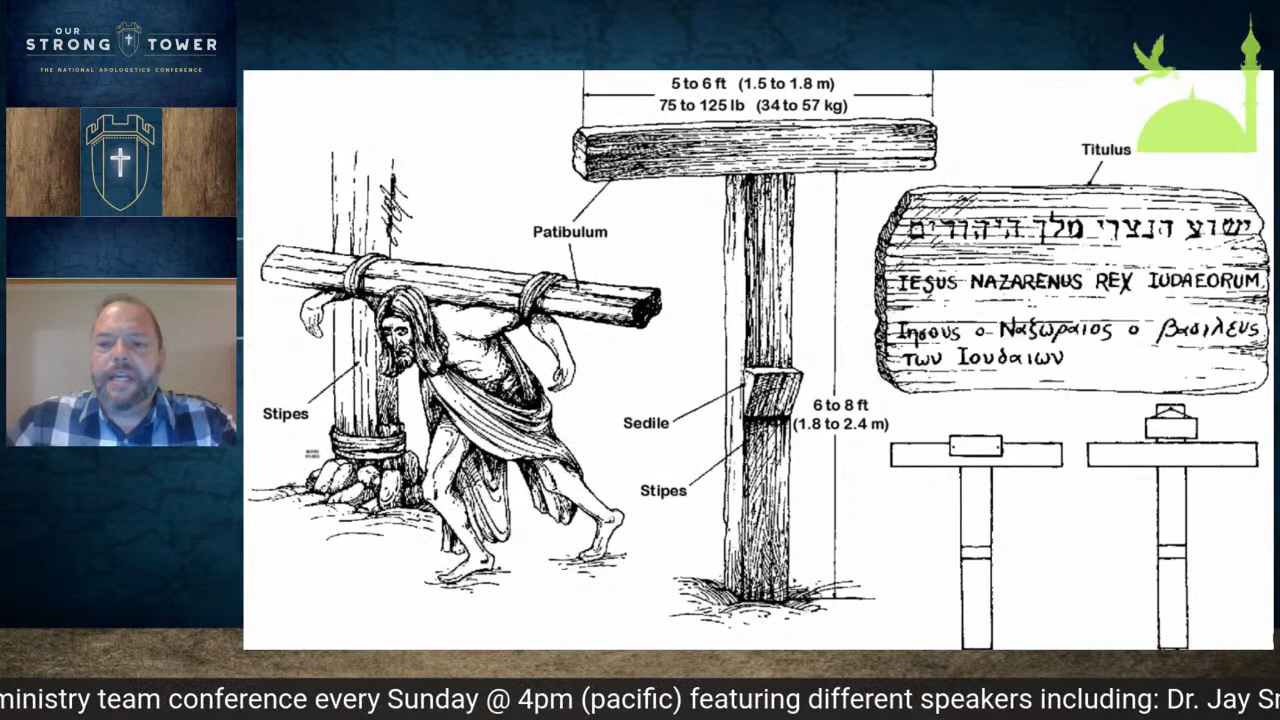 OUR
STRONG TOWER
THE NATIONAL APOLOGETICS CONFERENCE
5 to 6 ft (1.5 to 1.8 m)
75 to 125 lb (34 to 57 kg)
Patibulum
Stipes
Sedile
Stipes
6 to 8 ft
(1.8 to 2.4 m)
Titulus
ישוע הנצרי מלך היהודים
IESUS NAZARENUS REX IUDAEORUM
Ιησους ο Ναζωραιος ο βασιλευς
των Ιουδαιων
ministry team conference every Sunday @ 4pm (pacific) featuring different speakers including: Dr. Jay